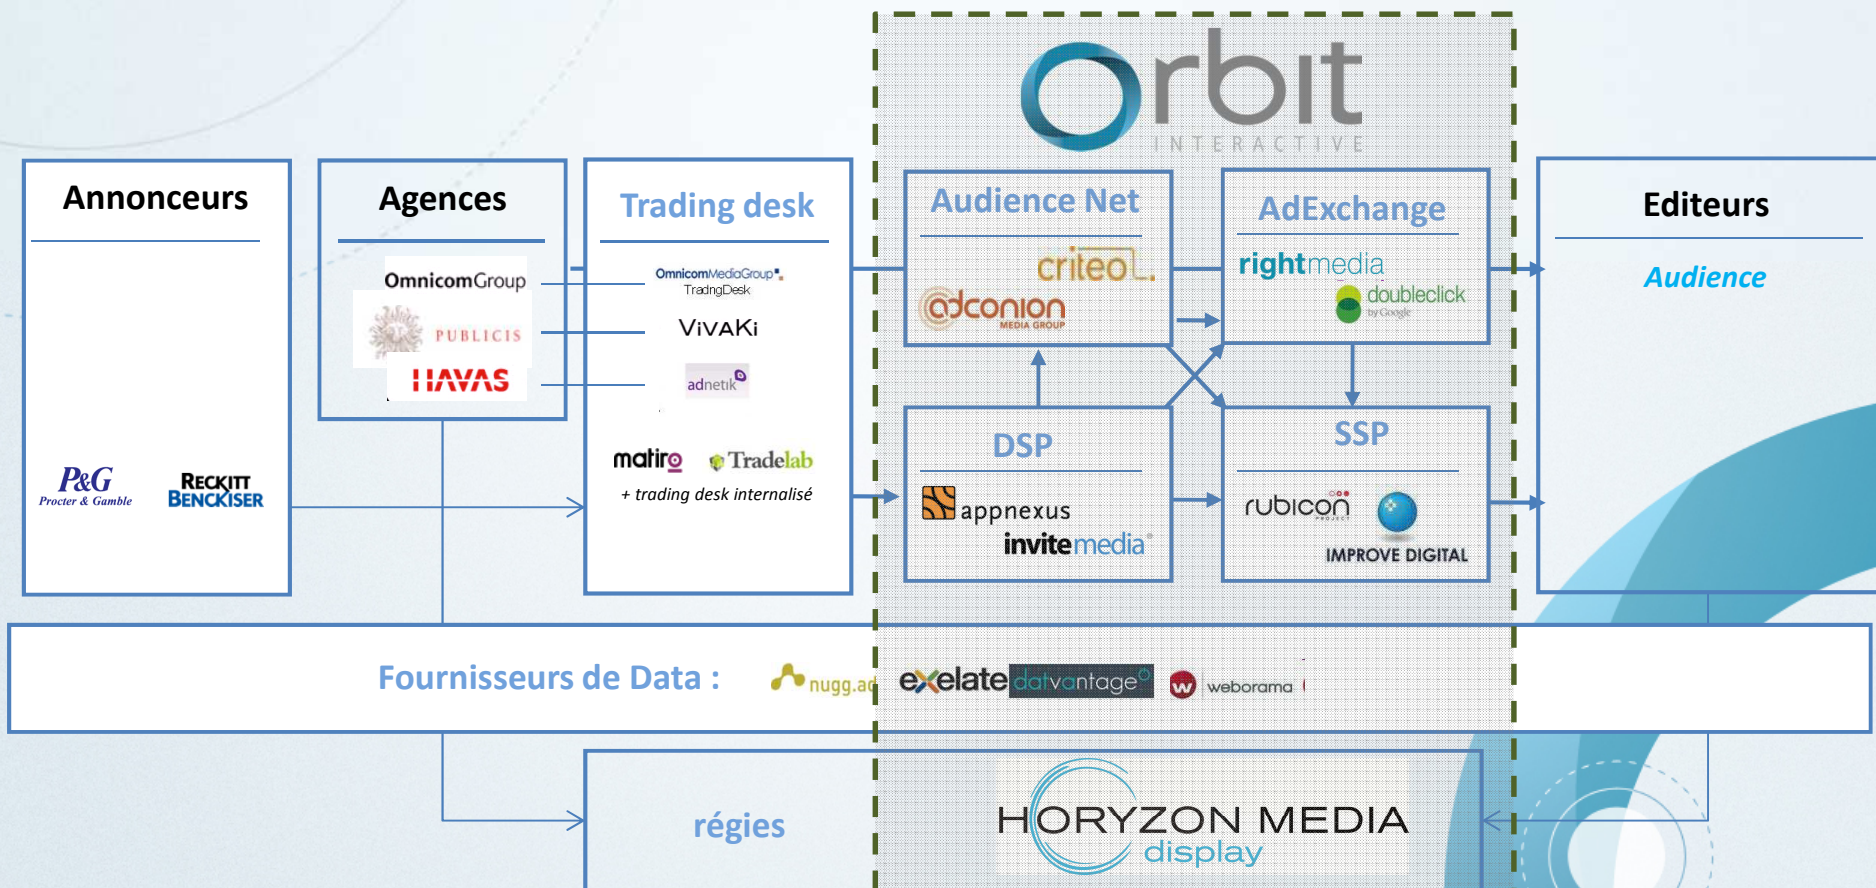 Orbit
INTERACTIVE
Annonceurs
P&G
Procter & Gamble
RECKITT
BENCKISER
Agences
OmnicomGroup
PUBLICIS
HAVAS
Trading desk
OmnicomMediaGroup
TradngDesk
VivaKi
adnetik
matiro
Tradelab
+ trading desk internalisé
Audience Net
criteol.
adconion
MEDIA GROUP
AdExchange
rightmedia
doubleclick
by Google
DSP
appnexus
invitemedia
SSP
rubicon
PROJECT
IMPROVE DIGITAL
Editeurs
Audience
Fournisseurs de Data :
nugg.ad
eXelate
datvantage
w weborama
régies
HORYZON MEDIA
display